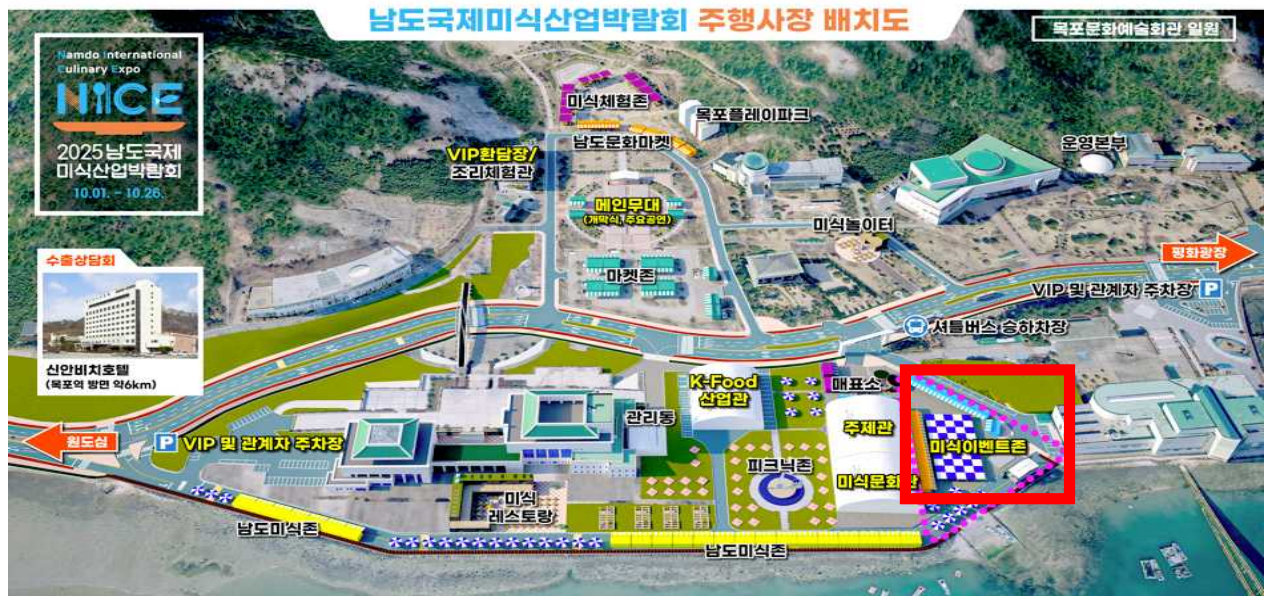 남도국제미식산업박람회 주행사장 배치도
목포문화예술회관 일원
Namdo International
Culinary Expo
NICE
2025 남도국제
미식산업박람회
10.01. – 10.26.
미식체험존
목포플레이파크
남도문화마켓
VIP환담장/
조리체험관
운영본부
메인무대
(개막식, 주요공연)
미식놀이터
평화광장
수출상담회
마켓존
VIP 및 관계자 주차장 P
셔틀버스 승하차장
신안비치호텔
(목포역 방면 약6km)
K-Food
산업관
매표소
관리동
주제관
미식이벤트존
원도심
P VIP 및 관계자 주차장
피크닉존
미식문화관
미식
레스토랑
남도미식존
남도미식존